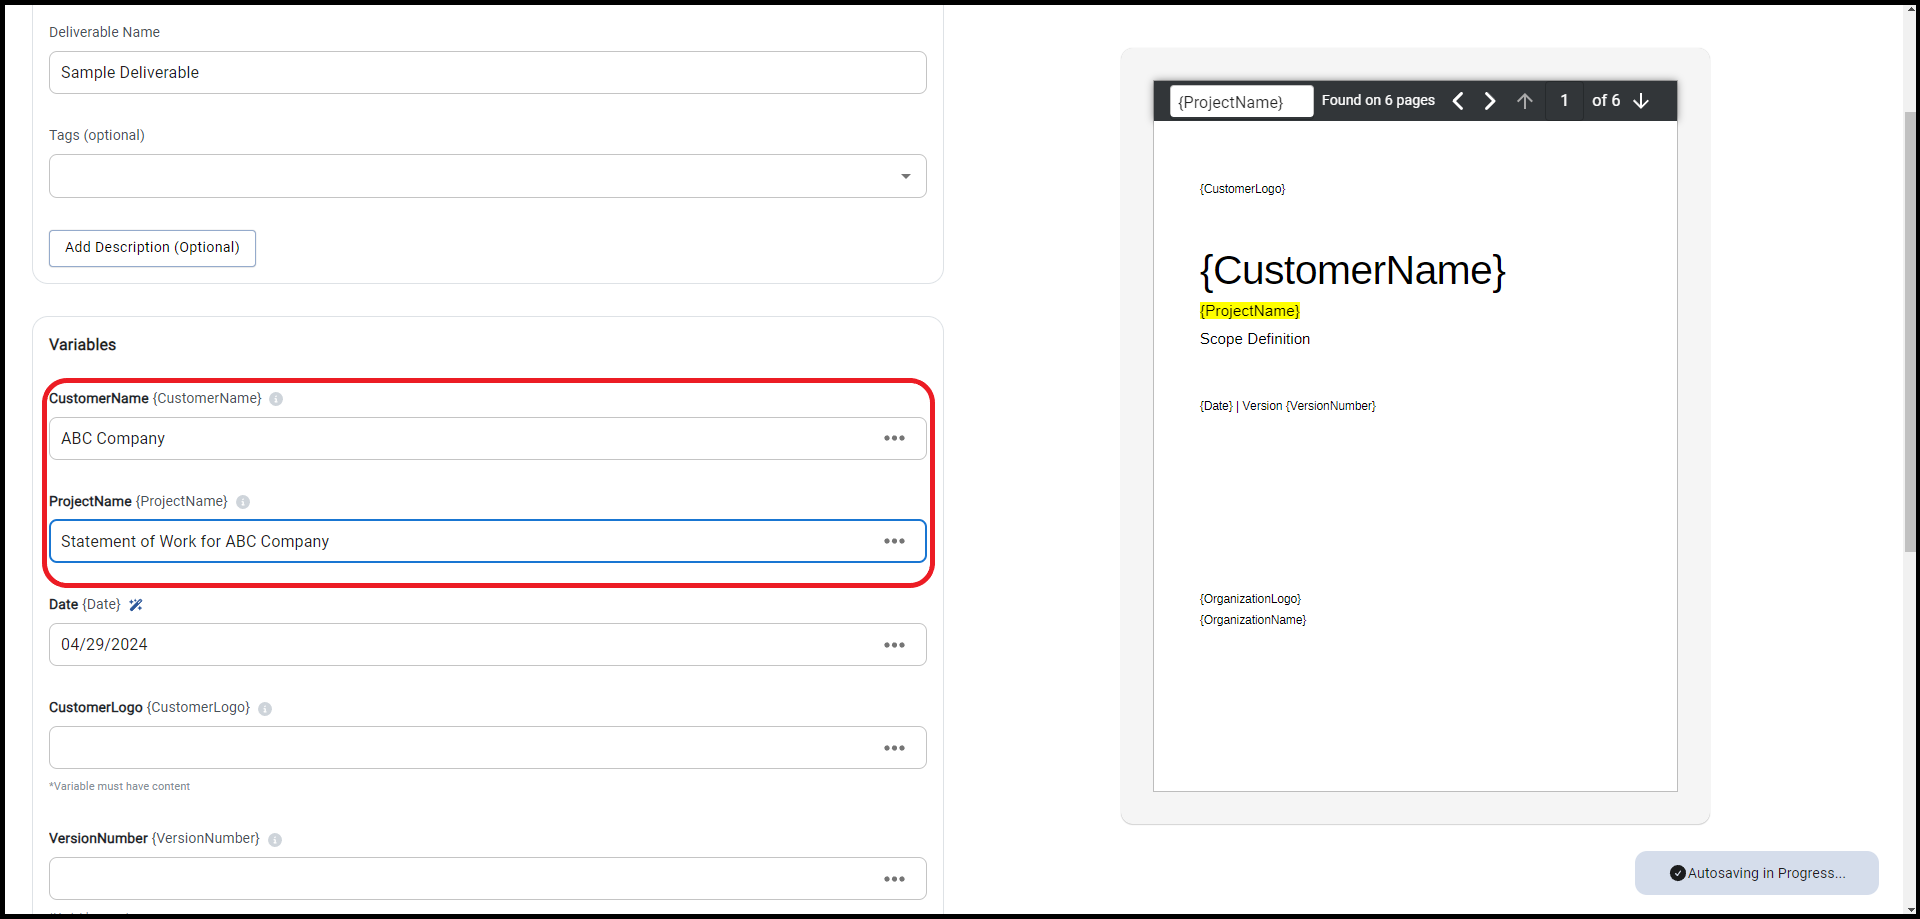 Deliverable Name
Sample Deliverable
Tags (optional)
Add Description (Optional)
Variables
CustomerName {CustomerName}
ABC Company
ProjectName {ProjectName}
Statement of Work for ABC Company
Date {Date}
04/29/2024
CustomerLogo {CustomerLogo}
*Variable must have content
VersionNumber {VersionNumber}
{ProjectName} Found on 6 pages 1 of 6
{CustomerLogo}
{CustomerName}
{ProjectName}
Scope Definition
{Date} | Version {VersionNumber}
{OrganizationLogo}
{OrganizationName}
Autosaving in Progress...